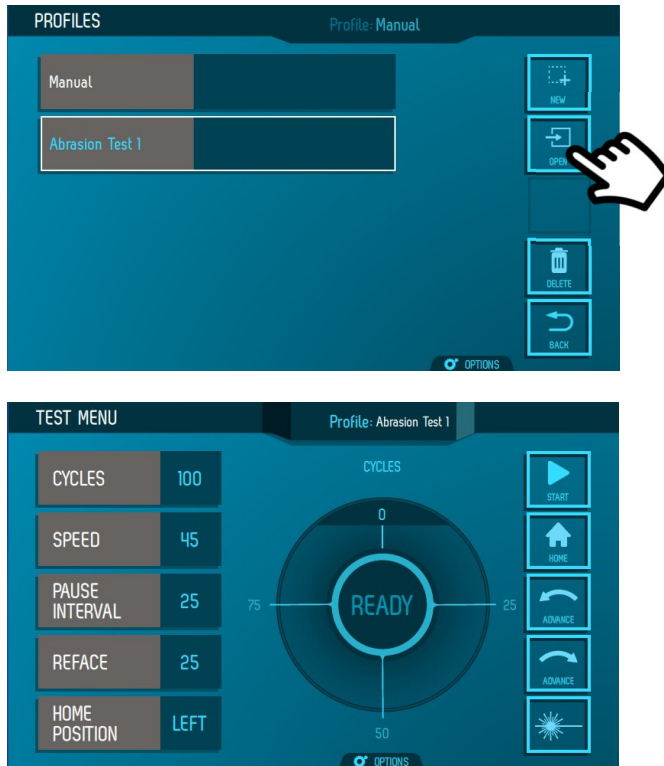 PROFILES
Profile: Manual
Manual
Abrasion Test 1
NEW
OPEN
DELETE
BACK
OPTIONS
TEST MENU
Profile: Abrasion Test 1
CYCLES 100
SPEED 45
PAUSE
INTERVAL 25
REFACE 25
HOME
POSITION LEFT
CYCLES
0
75
READY
25
50
START
HOME
ADVANCE
ADVANCE
OPTIONS